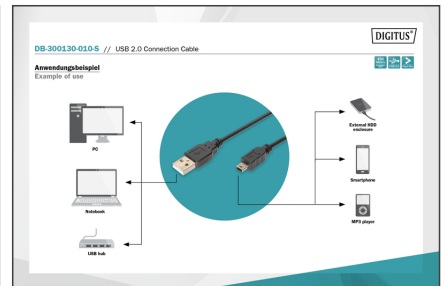 DIGITUS®
DB-300130-010-S // USB 2.0 Connection Cable
Anwendungsbeispiel
Example of use
PC
Notebook
USB hub
External HDD
enclosure
Smartphone
MP3 player